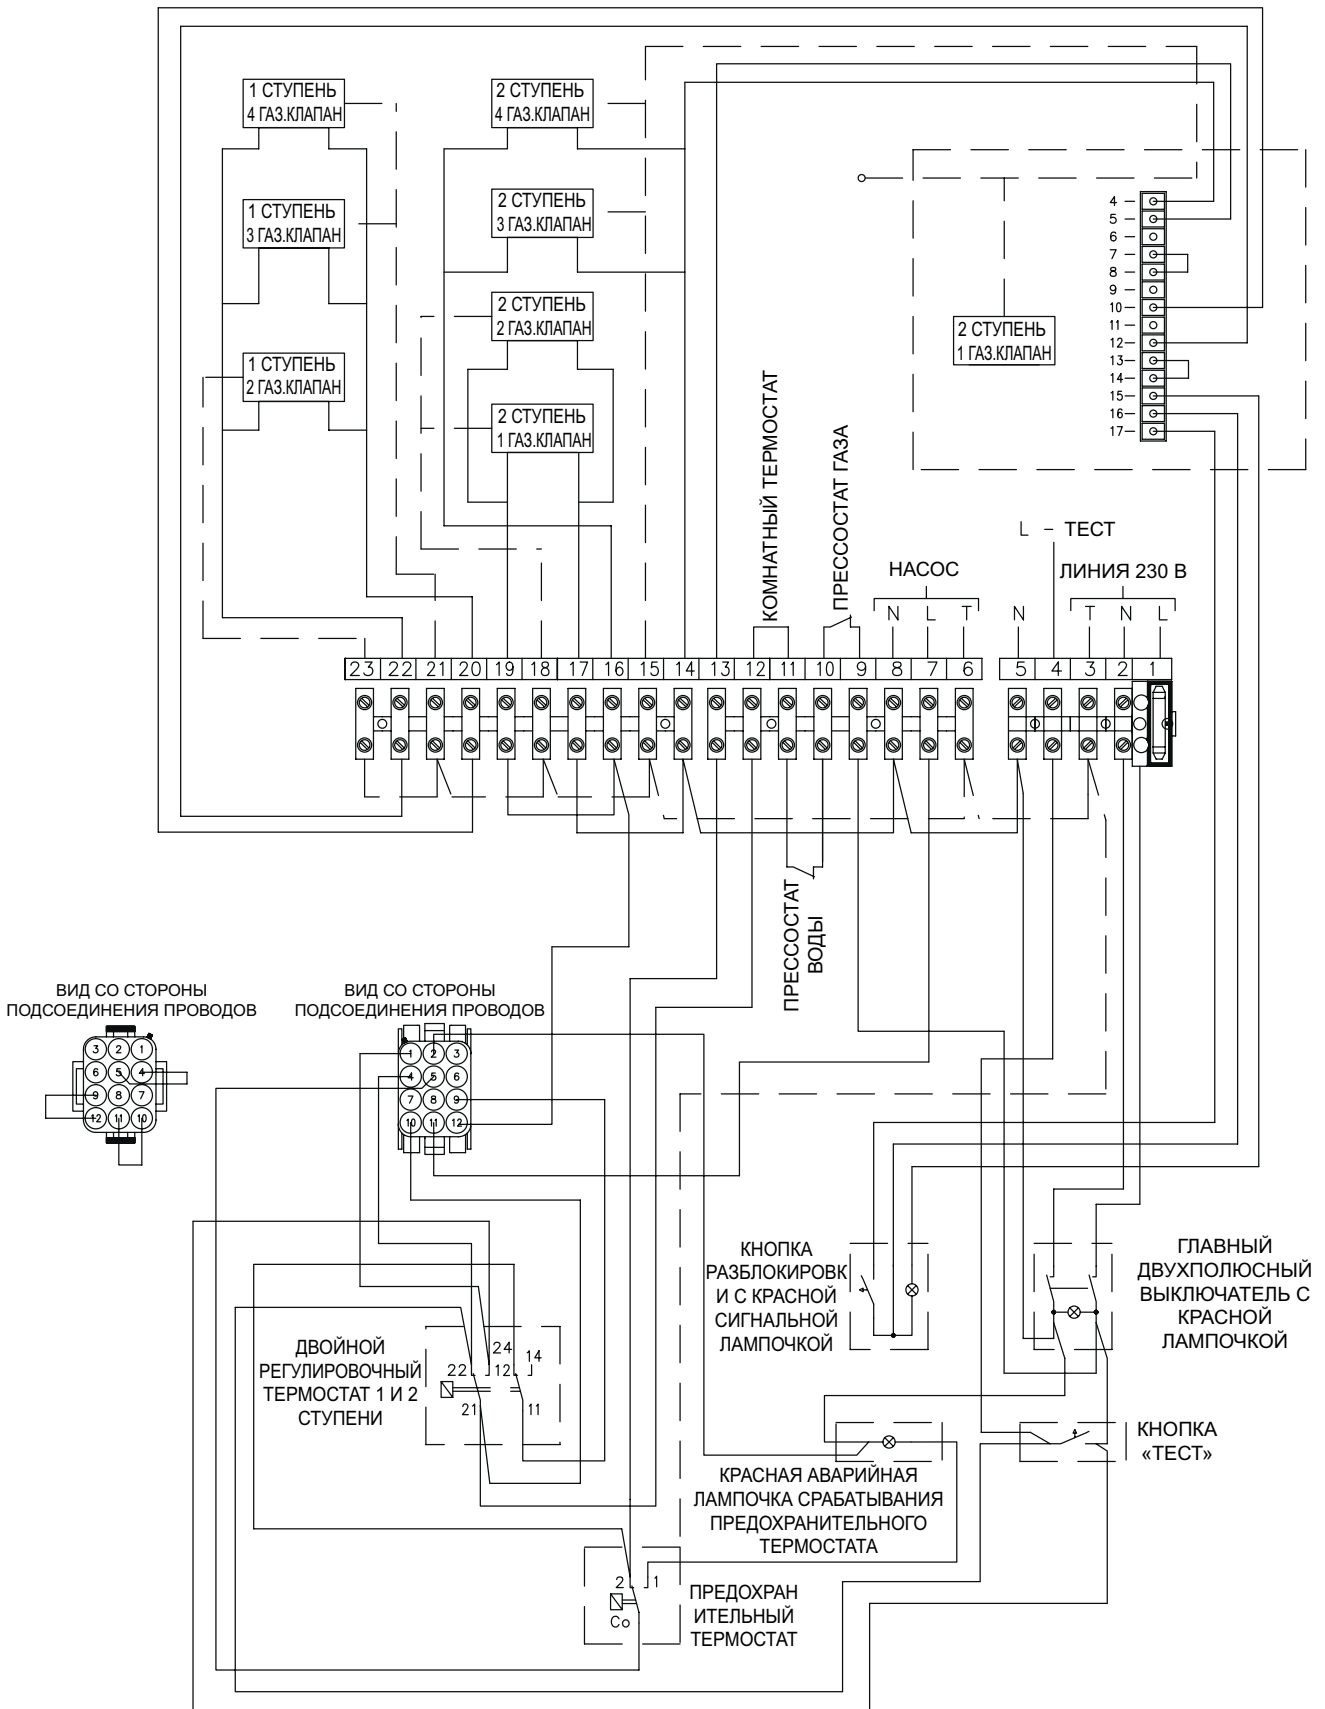 1 СТУПЕНЬ
4 ГАЗ.КЛАПАН
2 СТУПЕНЬ
4 ГАЗ.КЛАПАН
1 СТУПЕНЬ
3 ГАЗ.КЛАПАН
2 СТУПЕНЬ
3 ГАЗ.КЛАПАН
2 СТУПЕНЬ
2 ГАЗ.КЛАПАН
1 СТУПЕНЬ
2 ГАЗ.КЛАПАН
2 СТУПЕНЬ
1 ГАЗ.КЛАПАН
2 СТУПЕНЬ
1 ГАЗ.КЛАПАН
4
5
6
7
8
9
10
11
12
13
14
15
16
17
КОМНАТНЫЙ ТЕРМОСТАТ
ПРЕССОСТАТ ГАЗА
L - ТЕСТ
НАСОС
ЛИНИЯ 230 В
N L T N T N L
23 22 21 20 19 18 17 16 15 14 13 12 11 10 9 8 7 6 5 4 3 2 1
ПРЕССОСТАТ
ВОДЫ
ВИД СО СТОРОНЫ
ПОДСОЕДИНЕНИЯ ПРОВОДОВ
3 2 1
6 5 4
9 8 7
12 11 10
ВИД СО СТОРОНЫ
ПОДСОЕДИНЕНИЯ ПРОВОДОВ
1 2 3
4 5 6
7 8 9
10 11 12
КНОПКА
РАЗБЛОКИРОВК
И С КРАСНОЙ
СИГНАЛЬНОЙ
ЛАМПОЧКОЙ
ГЛАВНЫЙ
ДВУХПОЛЮСНЫЙ
ВЫКЛЮЧАТЕЛЬ С
КРАСНОЙ
ЛАМПОЧКОЙ
ДВОЙНОЙ
РЕГУЛИРОВОЧНЫЙ
ТЕРМОСТАТ 1 И 2
СТУПЕНИ
24
14
22 12
21 11
КНОПКА
«ТЕСТ»
КРАСНАЯ АВАРИЙНАЯ
ЛАМПОЧКА СРАБАТЫВАНИЯ
ПРЕДОХРАНИТЕЛЬНОГО
ТЕРМОСТАТА
2 1
Co
ПРЕДОХРАН
ИТЕЛЬНЫЙ
ТЕРМОСТАТ